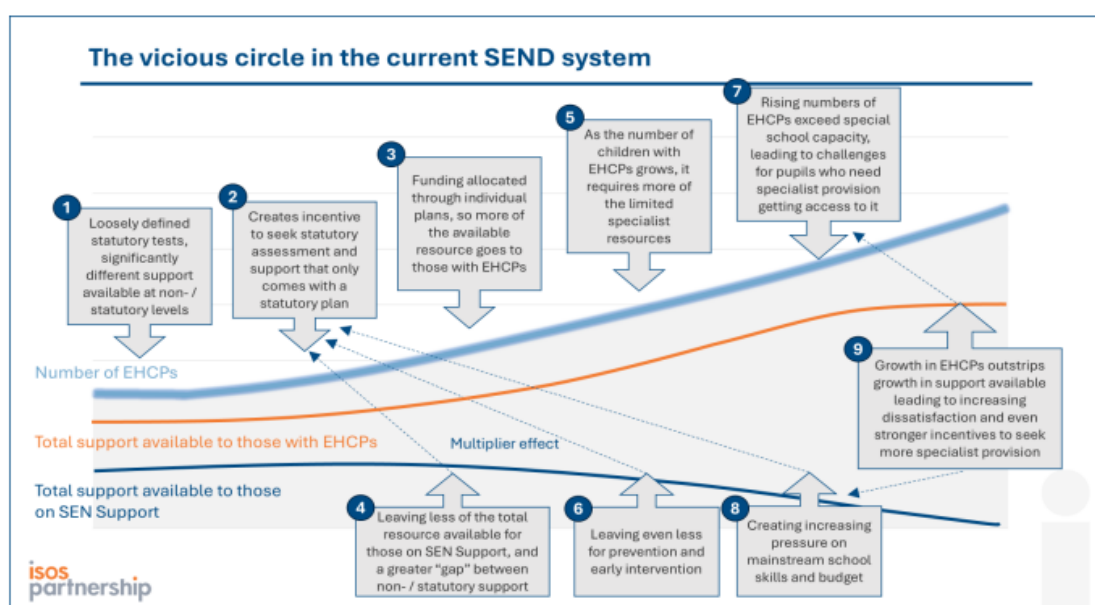 The vicious circle in the current SEND system
1
Loosely defined
statutory tests,
significantly
different support
available at non- /
statutory levels
2
Creates incentive
to seek statutory
assessment and
support that only
comes with a
statutory plan
3
Funding allocated
through individual
plans, so more of
the available
resource goes to
those with EHCPs
5
As the number of
children with
EHCPs grows, it
requires more of
the limited
specialist
resources
7
Rising numbers of
EHCPs exceed special
school capacity,
leading to challenges
for pupils who need
specialist provision
getting access to it
Number of EHCPs
Total support available to those with EHCPs
Multiplier effect
Total support available to those
on SEN Support
4
Leaving less of the total
resource available for
those on SEN Support, and
a greater “gap” between
non- / statutory support
6
Leaving even less
for prevention and
early intervention
8
Creating increasing
pressure on
mainstream school
skills and budget
9
Growth in EHCPs outstrips
growth in support available
leading to increasing
dissatisfaction and even
stronger incentives to seek
more specialist provision
isos
partnership